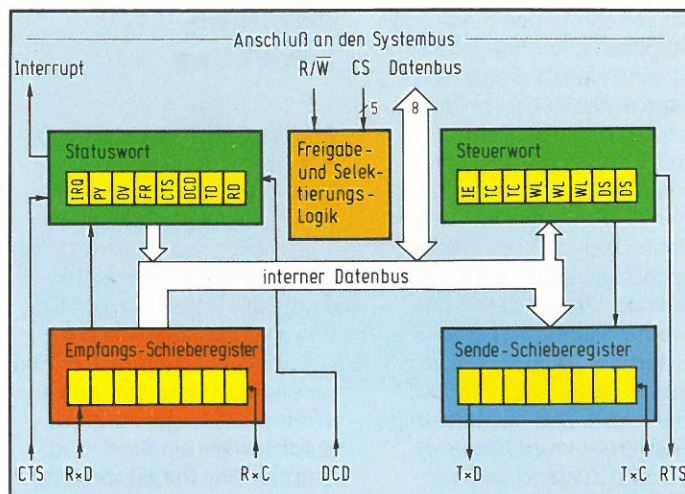 Anschluß an den Systembus
Interrupt
R/W̅ CS Datenbus
5 8
Statuswort
IRQ PY OV FR CTS DCD TD RD
Freigabe-
und Selek-
tierungs-
Logik
Steuerwort
IE TC TC WL WL WL DS DS
interner Datenbus
Empfangs-Schieberegister
Sende-Schieberegister
CTS R×D R×C DCD T×D T×C RTS